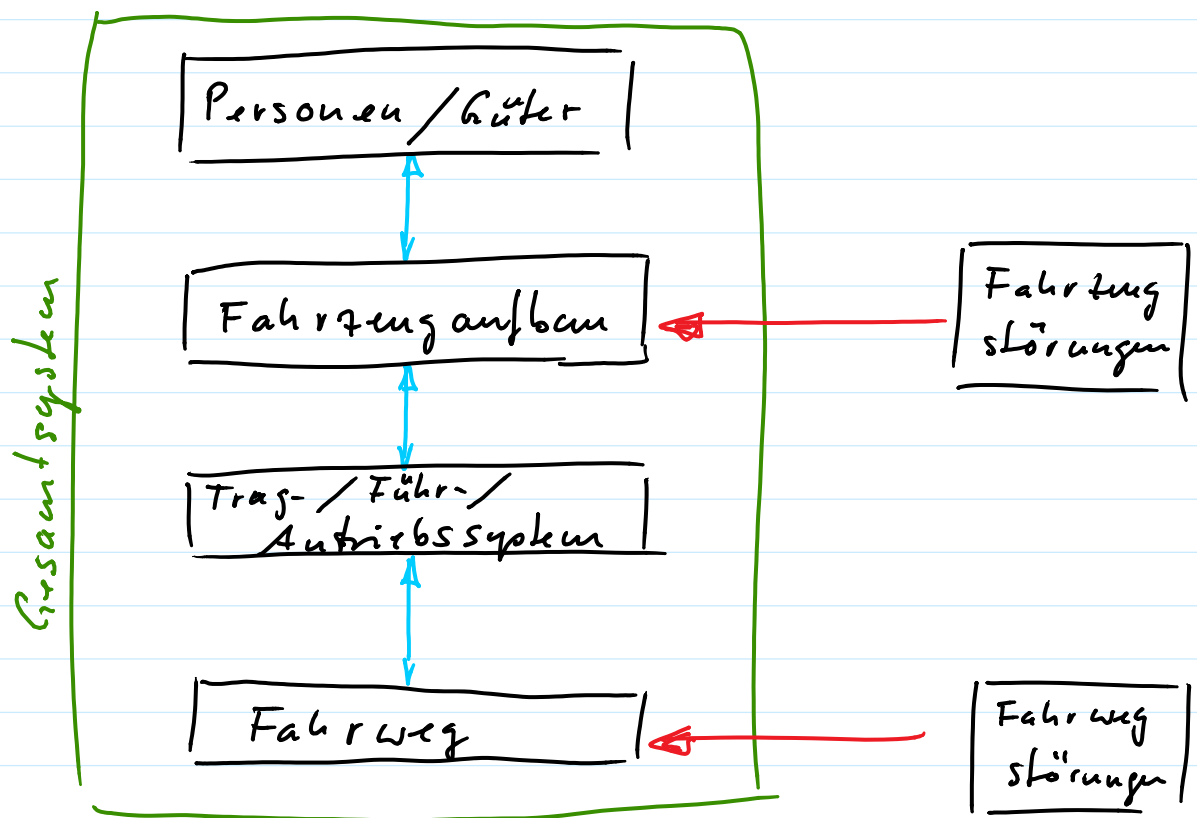 Personen / Güter
Fahrzeugaufbau
Fahrzeug
störungen
Gesamtsystem
Trag- / Führ- /
Antriebssystem
Fahrweg
Fahrweg
störungen